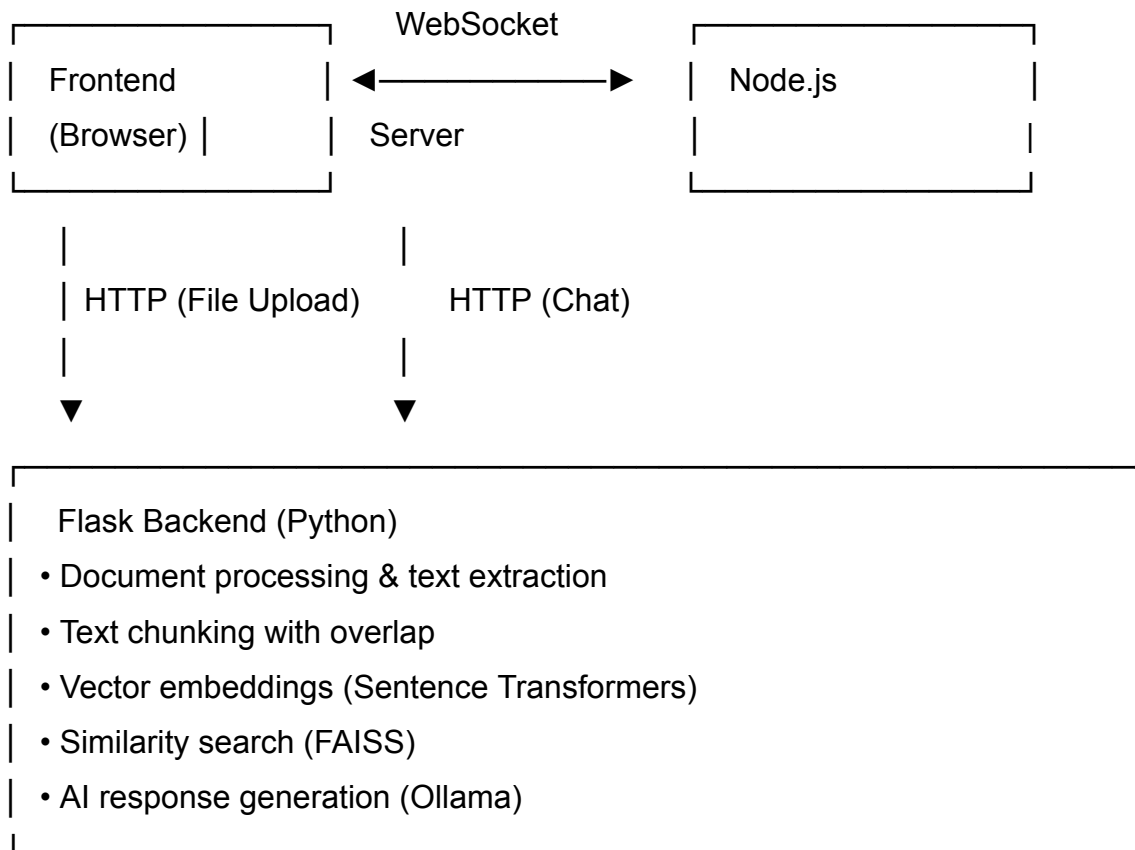 WebSocket
Frontend Node.js
(Browser) Server
HTTP (File Upload) HTTP (Chat)
Flask Backend (Python)
• Document processing & text extraction
• Text chunking with overlap
• Vector embeddings (Sentence Transformers)
• Similarity search (FAISS)
• AI response generation (Ollama)